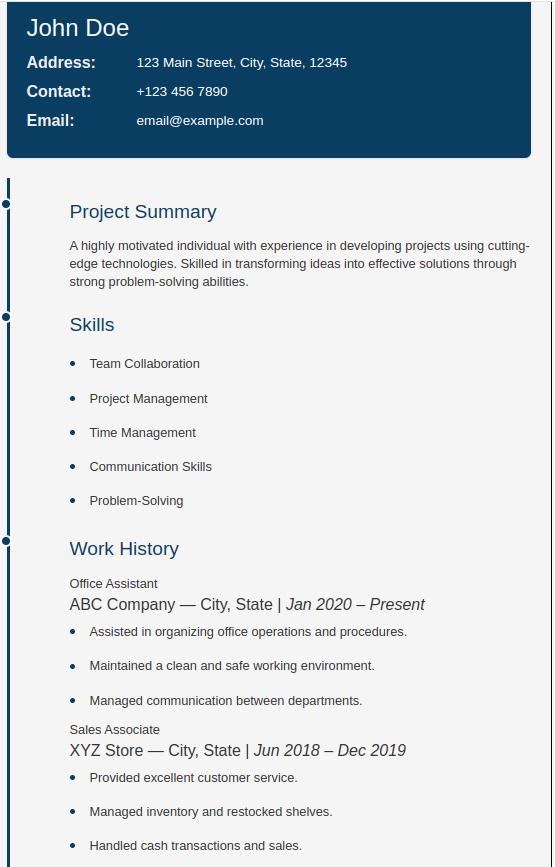 John Doe
Address: 123 Main Street, City, State, 12345
Contact: +123 456 7890
Email: email@example.com
Project Summary
A highly motivated individual with experience in developing projects using cutting-
edge technologies. Skilled in transforming ideas into effective solutions through
strong problem-solving abilities.
Skills
Team Collaboration
Project Management
Time Management
Communication Skills
Problem-Solving
Work History
Office Assistant
ABC Company — City, State | Jan 2020 – Present
Assisted in organizing office operations and procedures.
Maintained a clean and safe working environment.
Managed communication between departments.
Sales Associate
XYZ Store — City, State | Jun 2018 – Dec 2019
Provided excellent customer service.
Managed inventory and restocked shelves.
Handled cash transactions and sales.